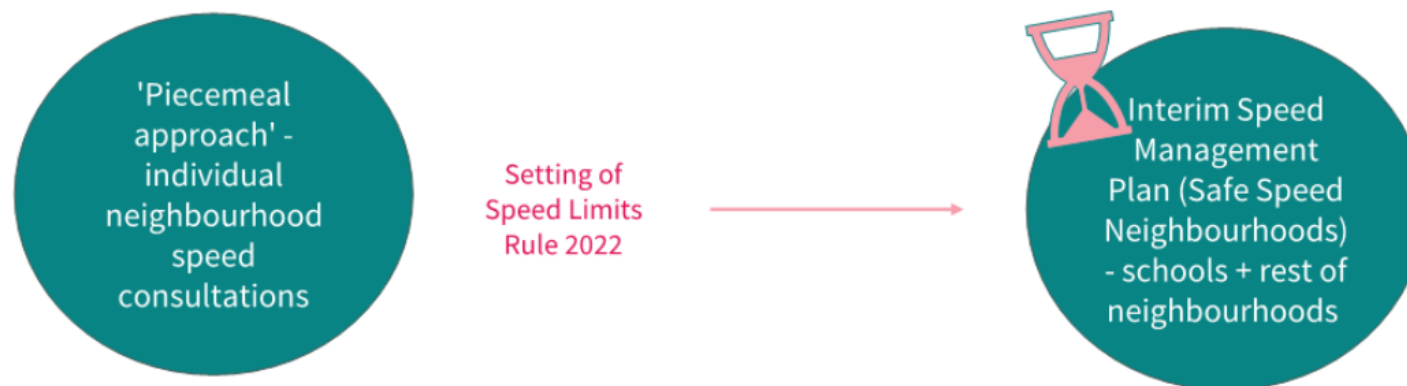 'Piecemeal
approach' -
individual
neighbourhood
speed
consultations
Setting of
Speed Limits
Rule 2022
Interim Speed
Management
Plan (Safe Speed
Neighbourhoods)
- schools + rest of
neighbourhoods